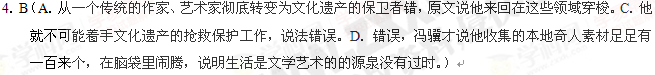 4. B（A. 从一个传统的作家、艺术家彻底转变为文化遗产的保卫者错，原文说他来回在这些领域穿梭。C. 他
就不可能着手文化遗产的抢救保护工作，说法错误。D. 错误，冯骥才说他收集的本地奇人素材足足有
一百来个，在脑袋里闹腾，说明生活是文学艺术的的源泉没有过时。）